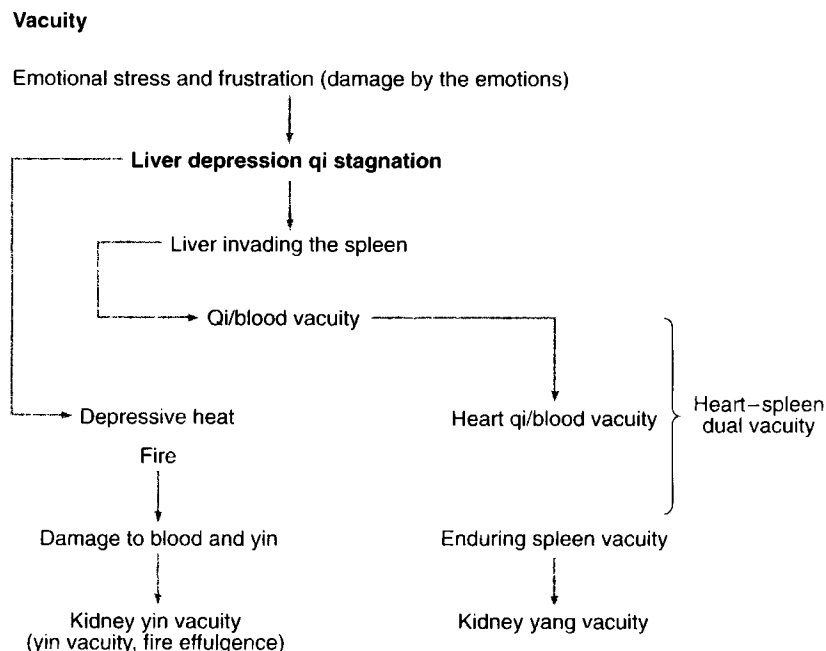 Vacuity
Emotional stress and frustration (damage by the emotions)
Liver depression qi stagnation
Liver invading the spleen
Qi/blood vacuity
Depressive heat
Heart qi/blood vacuity
Heart–spleen
dual vacuity
Fire
Damage to blood and yin
Enduring spleen vacuity
Kidney yin vacuity
(yin vacuity, fire effulgence)
Kidney yang vacuity